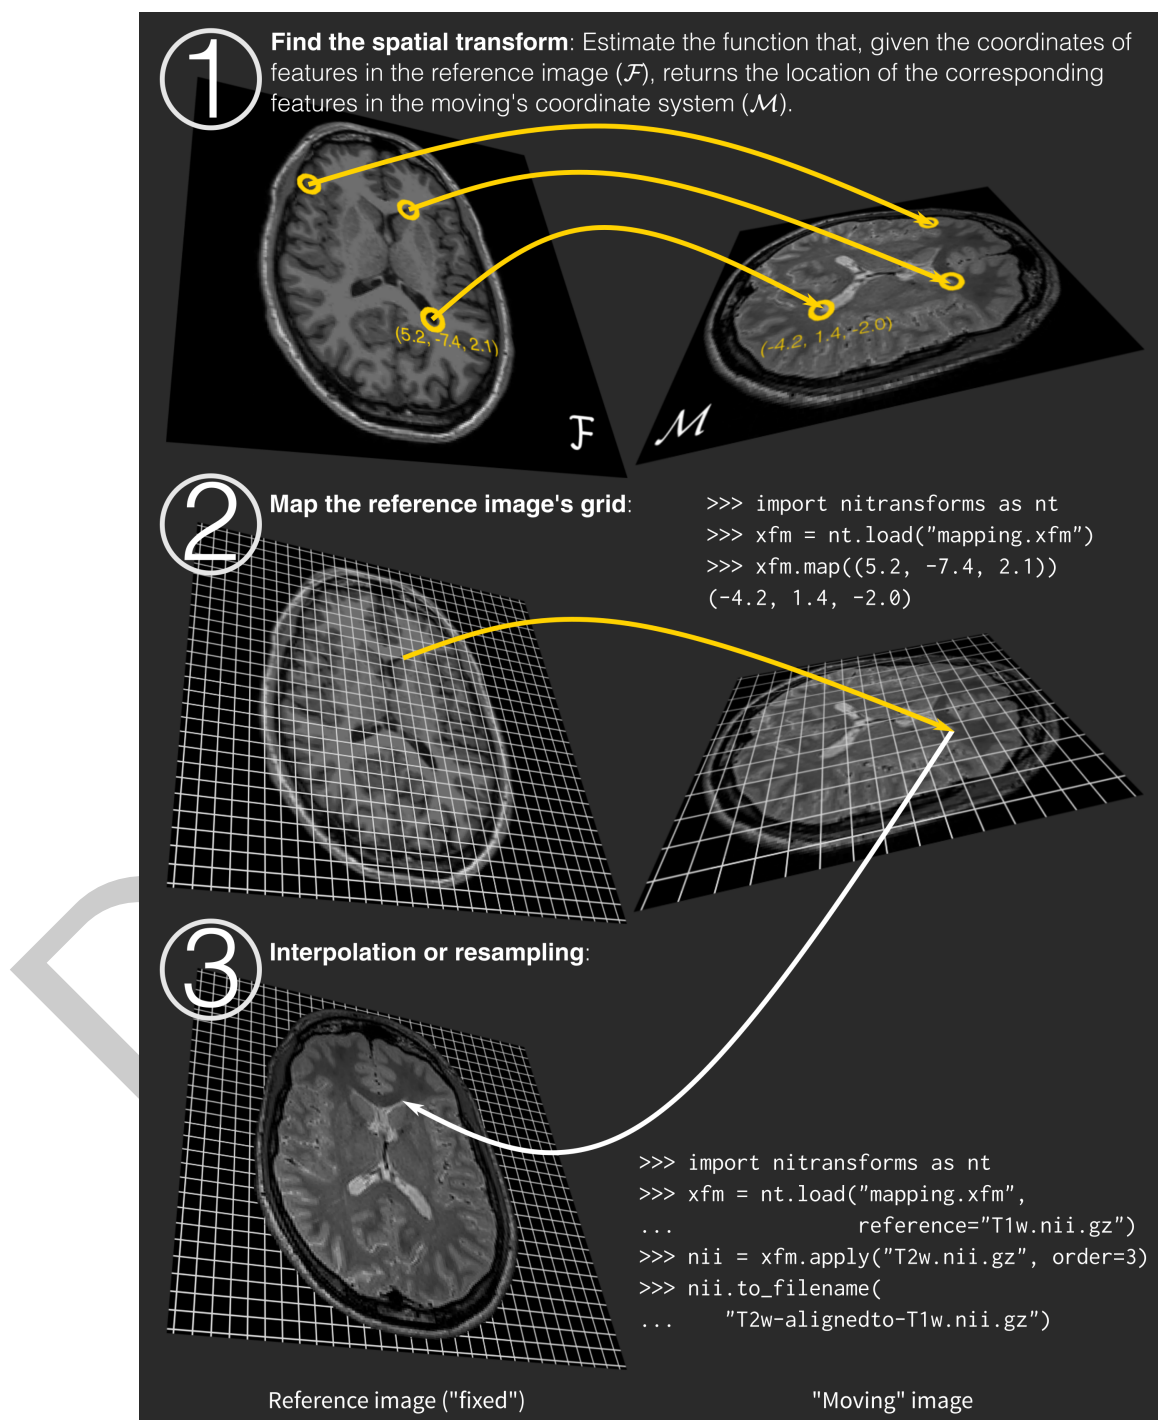 1
Find the spatial transform: Estimate the function that, given the coordinates of
features in the reference image (ℱ), returns the location of the corresponding
features in the moving's coordinate system (ℳ).
(5.2, -7.4, 2.1)
(-4.2, 1.4, -2.0)
ℱ
ℳ
2
Map the reference image's grid:
>>> import nitransforms as nt
>>> xfm = nt.load("mapping.xfm")
>>> xfm.map((5.2, -7.4, 2.1))
(-4.2, 1.4, -2.0)
3
Interpolation or resampling:
>>> import nitransforms as nt
>>> xfm = nt.load("mapping.xfm",
...               reference="T1w.nii.gz")
>>> nii = xfm.apply("T2w.nii.gz", order=3)
>>> nii.to_filename(
...    "T2w-alignedto-T1w.nii.gz")
Reference image ("fixed")
"Moving" image